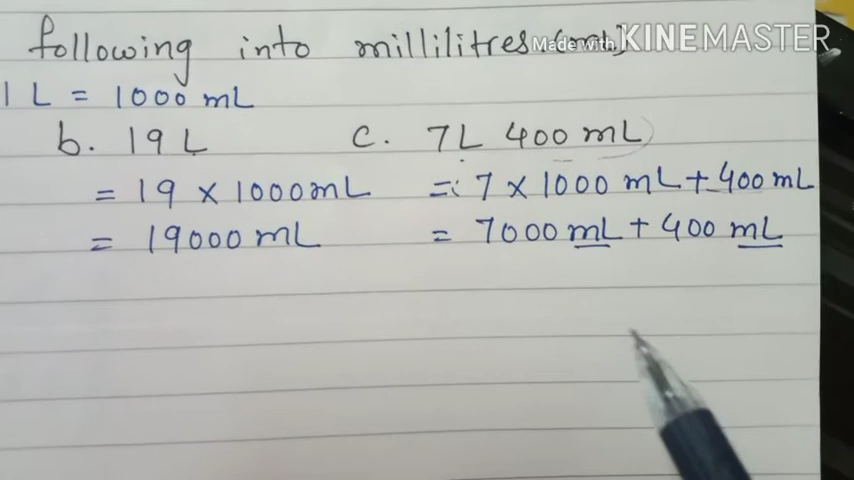 following into millilitres (mL)
Made with KINEMASTER
1 L = 1000 mL
b. 19 L c. 7L 400 mL
= 19 × 1000 mL = 7 × 1000 mL + 400 mL
= 19000 mL = 7000 mL + 400 mL